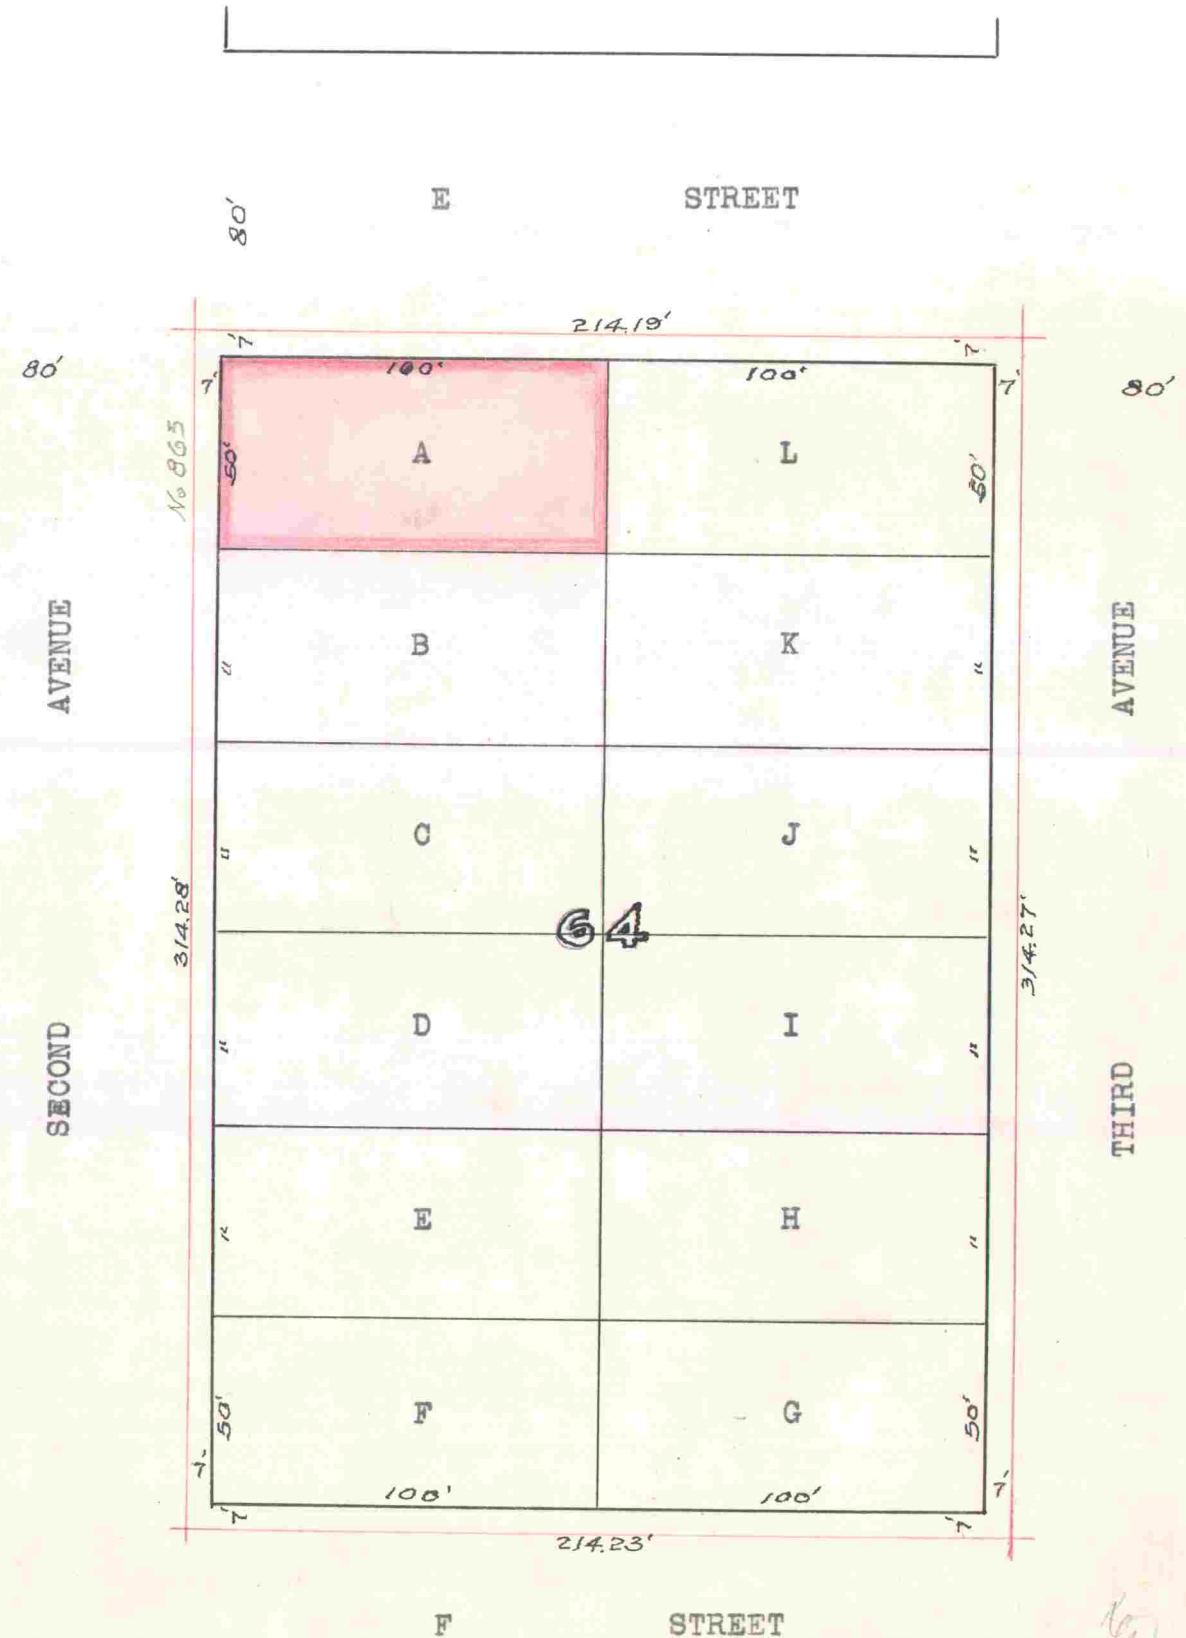 E STREET
80'
214.19'
7' 7'
80' 7' 100' 100' 7' 80'
No 865
50' A L 50'
AVENUE AVENUE
B K
" "
C J
" "
64
314.28' 314.27'
D I
" "
SECOND THIRD
E H
" "
F G
50' 50'
7' 7'
100' 100'
7' 7'
214.23'
F STREET